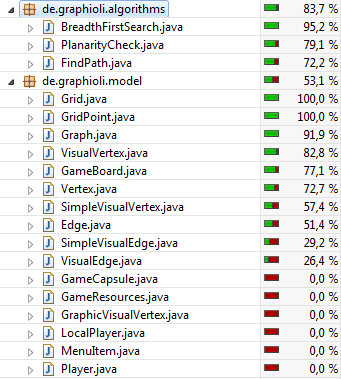 de.graphioli.algorithms 83,7 %
BreadthFirstSearch.java 95,2 %
PlanarityCheck.java 79,1 %
FindPath.java 72,2 %
de.graphioli.model 53,1 %
Grid.java 100,0 %
GridPoint.java 100,0 %
Graph.java 91,9 %
VisualVertex.java 82,8 %
GameBoard.java 77,1 %
Vertex.java 72,7 %
SimpleVisualVertex.java 57,4 %
Edge.java 51,4 %
SimpleVisualEdge.java 29,2 %
VisualEdge.java 26,4 %
GameCapsule.java 0,0 %
GameResources.java 0,0 %
GraphicVisualVertex.java 0,0 %
LocalPlayer.java 0,0 %
MenuItem.java 0,0 %
Player.java 0,0 %